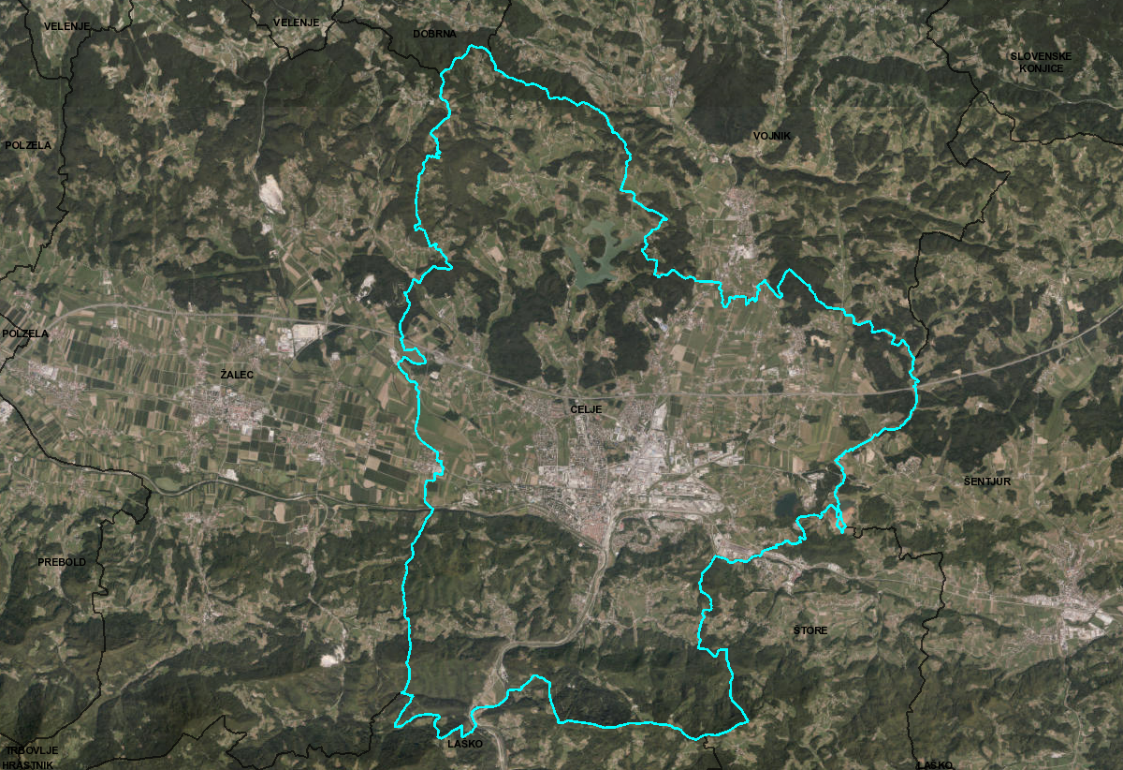 VELENJE
VELENJE
DOBRNA
SLOVENSKE
KONJICE
VOJNIK
POLZELA
POLZELA
ŽALEC
CELJE
ŠENTJUR
PREBOLD
ŠTORE
LAŠKO
TRBOVLJE
HRASTNIK
LAŠKO